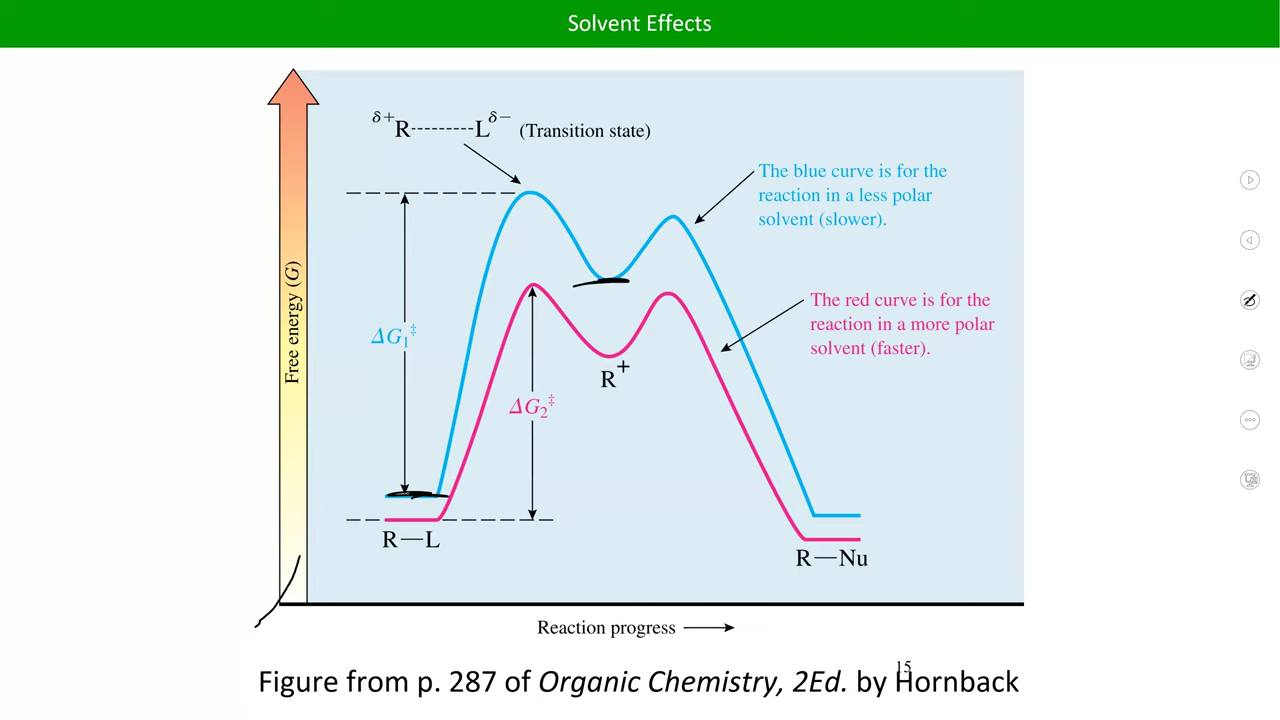 Solvent Effects
δ+R---------Lδ− (Transition state)
The blue curve is for the
reaction in a less polar
solvent (slower).
The red curve is for the
reaction in a more polar
solvent (faster).
Free energy (G)
ΔG₁‡
R+
ΔG₂‡
R—L
R—Nu
Reaction progress
15
Figure from p. 287 of Organic Chemistry, 2Ed. by Hornback